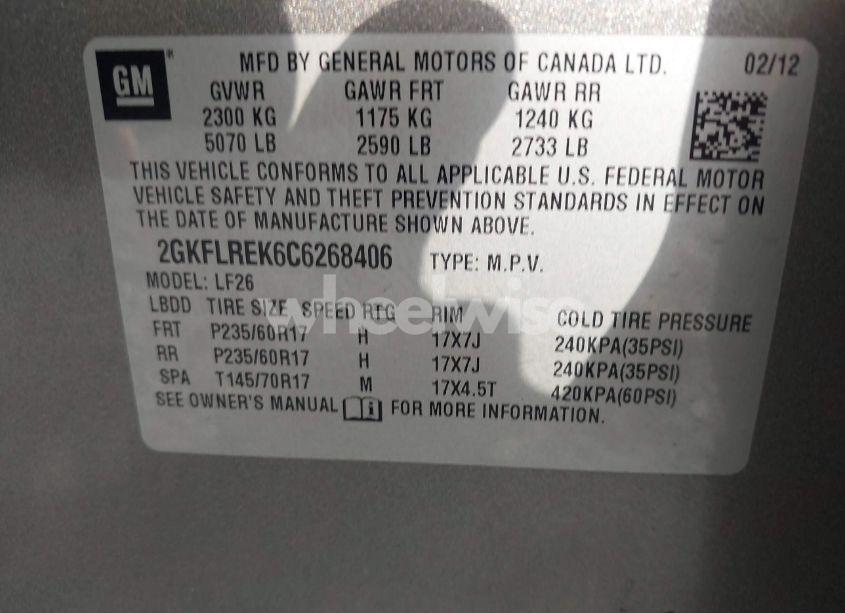 GM
MFD BY GENERAL MOTORS OF CANADA LTD. 02/12
GVWR GAWR FRT GAWR RR
2300 KG 1175 KG 1240 KG
5070 LB 2590 LB 2733 LB
THIS VEHICLE CONFORMS TO ALL APPLICABLE U.S. FEDERAL MOTOR
VEHICLE SAFETY AND THEFT PREVENTION STANDARDS IN EFFECT ON
THE DATE OF MANUFACTURE SHOWN ABOVE.
2GKFLREK6C6268406 TYPE: M.P.V.
MODEL: LF26
LBDD TIRE SIZE SPEED RTG RIM COLD TIRE PRESSURE
FRT P235/60R17 H 17X7J 240KPA(35PSI)
RR P235/60R17 H 17X7J 240KPA(35PSI)
SPA T145/70R17 M 17X4.5T 420KPA(60PSI)
SEE OWNER'S MANUAL FOR MORE INFORMATION.
wheelwise